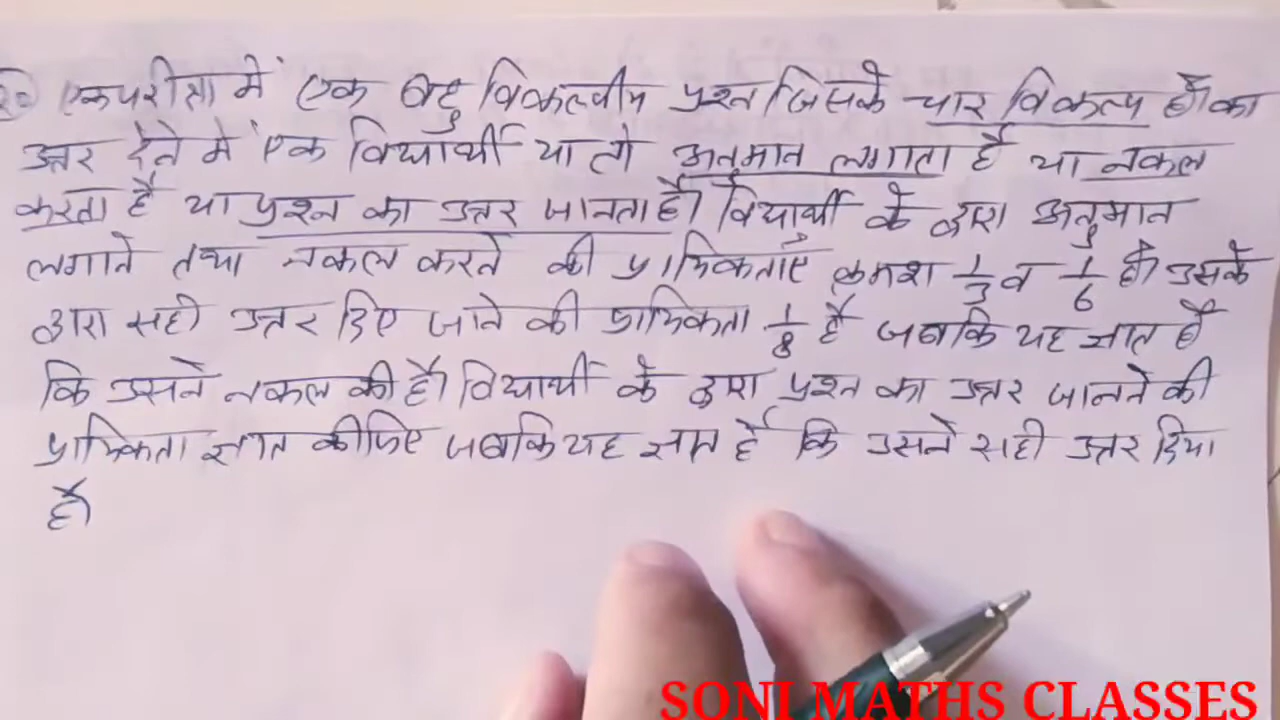 एक परीक्षा में एक बहु विकल्पीय प्रश्न जिसके चार विकल्प हों का
उत्तर देने में एक विद्यार्थी या तो अनुमान लगाता है या नकल
करता है या प्रश्न का उत्तर जानता है। विद्यार्थी के द्वारा अनुमान
लगाने तथा नकल करने की प्रायिकताएँ क्रमश 1/3 व 1/6 है। उसके
द्वारा सही उत्तर दिए जाने की प्रायिकता 1/8 है जबकि यह ज्ञात है
कि उसने नकल की है। विद्यार्थी के द्वारा प्रश्न का उत्तर जानने की
प्रायिकता ज्ञात कीजिए जबकि यह ज्ञात है कि उसने सही उत्तर दिया
है।
SONI MATHS CLASSES